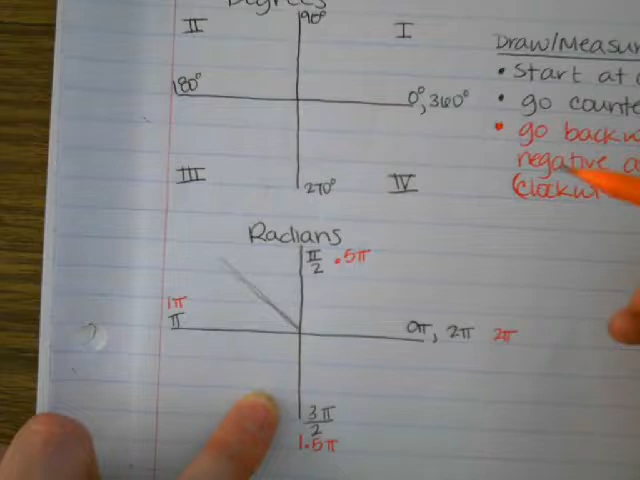 Degrees
90°
II
I
Draw/Measur
180°
0°, 360°
• Start at
• go counte
• go backw
negative a
(clockw
III
270°
IV
Radians
π/2 .5π
1π
π
0π, 2π 2π
3π/2
1.5π